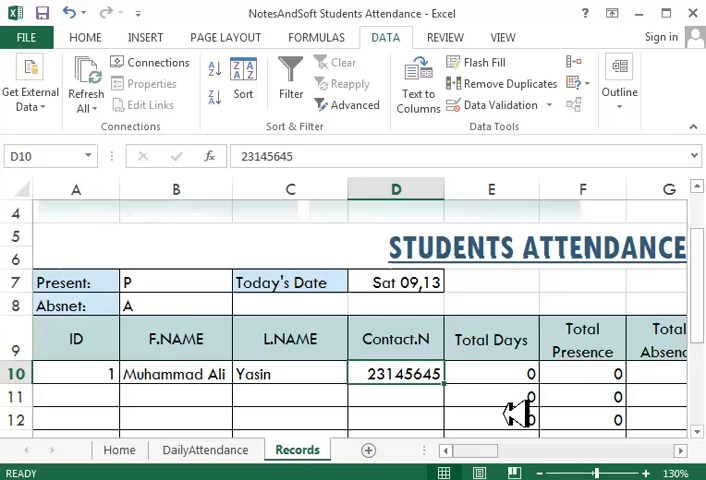 NotesAndSoft Students Attendance - Excel
Sign in
FILE HOME INSERT PAGE LAYOUT FORMULAS DATA REVIEW VIEW
Get External Data
Refresh All
Connections
Properties
Edit Links
Connections
Sort
Filter
Clear
Reapply
Advanced
Sort & Filter
Text to Columns
Flash Fill
Remove Duplicates
Data Validation
Data Tools
Outline
D10 fx 23145645
A B C D E F G
4
5 STUDENTS ATTENDANCE
6
7 Present: P Today's Date Sat 09,13
8 Absnet: A
9 ID F.NAME L.NAME Contact.N Total Days Total Presence Total
10 1 Muhammad Ali Yasin 23145645 0 0
11 0 0
12 0 0
Home DailyAttendance Records
READY 130%